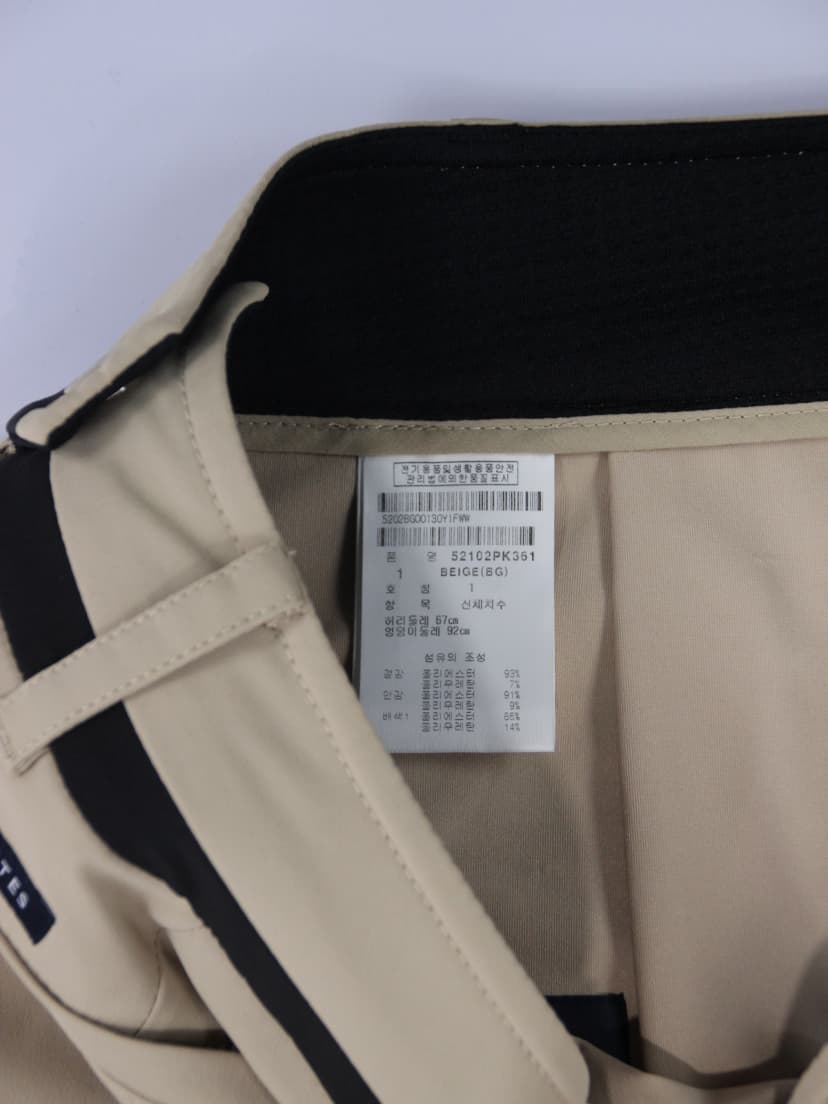 전기용품및생활용품안전
관리법에의한품질표시
5202BG00130Y1FWW
품 명 52102PK361
1 BEIGE(BG)
호 칭 1
항 목 신체치수
허리둘레 67cm
엉덩이둘레 92cm
섬유의 조성
겉감 폴리에스터 93%
폴리우레탄 7%
안감 폴리에스터 91%
폴리우레탄 9%
배색1 폴리에스터 86%
폴리우레탄 14%
TES